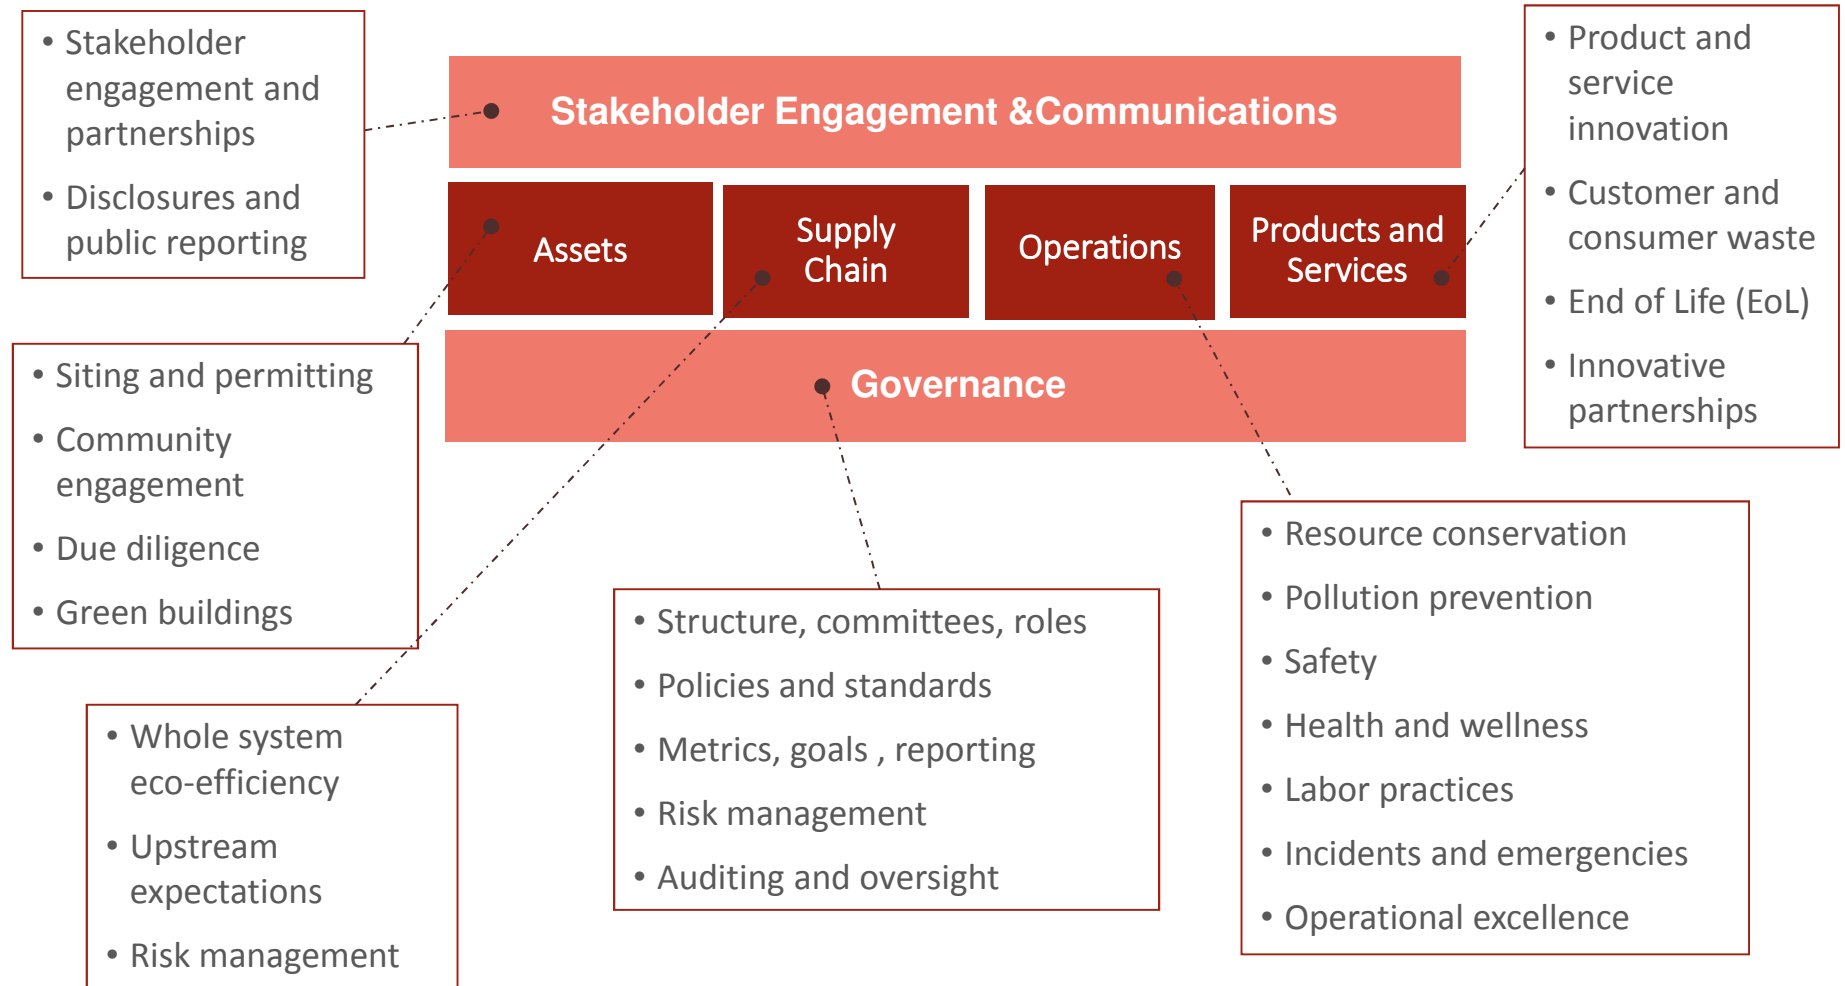 • Stakeholder
engagement and
partnerships
• Disclosures and
public reporting
Stakeholder Engagement &Communications
Assets
Supply
Chain
Operations
Products and
Services
Governance
• Product and
service
innovation
• Customer and
consumer waste
• End of Life (EoL)
• Innovative
partnerships
• Siting and permitting
• Community
engagement
• Due diligence
• Green buildings
• Whole system
eco-efficiency
• Upstream
expectations
• Risk management
• Structure, committees, roles
• Policies and standards
• Metrics, goals , reporting
• Risk management
• Auditing and oversight
• Resource conservation
• Pollution prevention
• Safety
• Health and wellness
• Labor practices
• Incidents and emergencies
• Operational excellence